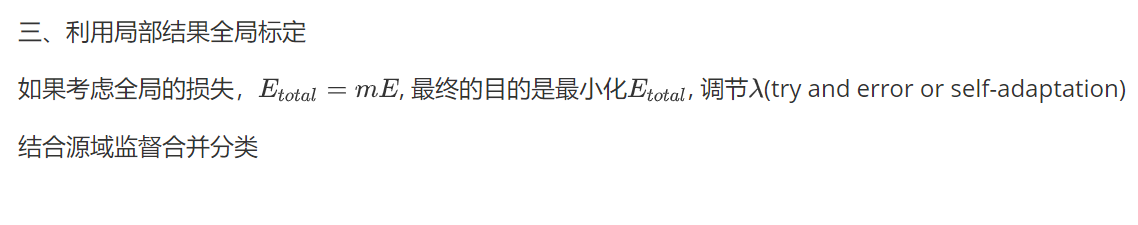 三、利用局部结果全局标定
如果考虑全局的损失，$E_{total} = mE$, 最终的目的是最小化$E_{total}$, 调节λ(try and error or self-adaptation)
结合源域监督合并分类